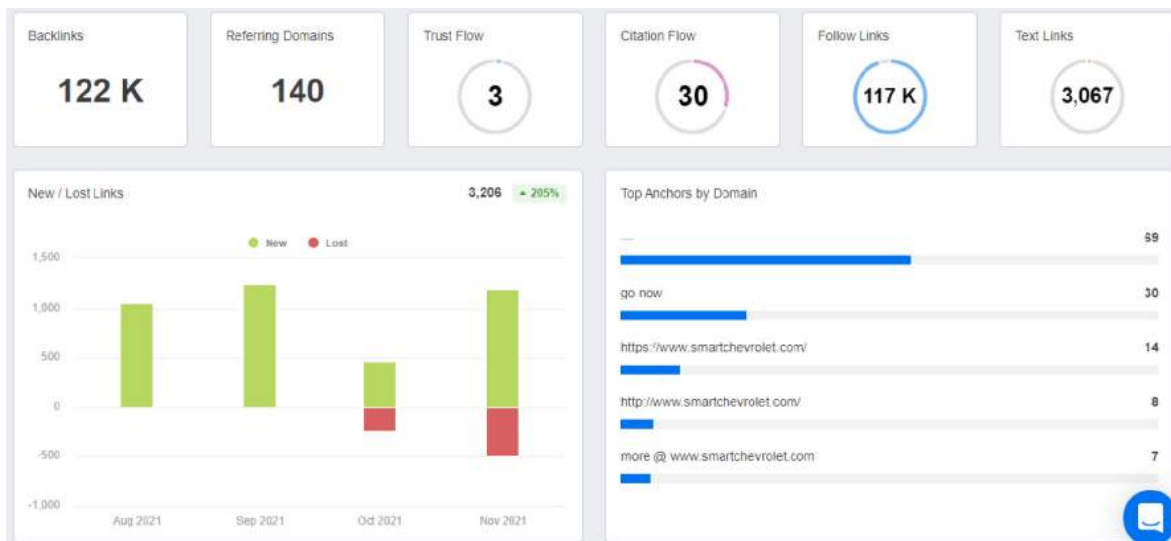 Backlinks
122 K
Referring Domains
140
Trust Flow
3
Citation Flow
30
Follow Links
117 K
Text Links
3,067
New / Lost Links
3,206
205%
New
Lost
1,500
1,000
500
0
-500
-1,000
Aug 2021
Sep 2021
Oct 2021
Nov 2021
Top Anchors by Domain
—
69
go now
30
https://www.smartchevrolet.com/
14
http://www.smartchevrolet.com/
8
more @ www.smartchevrolet.com
7